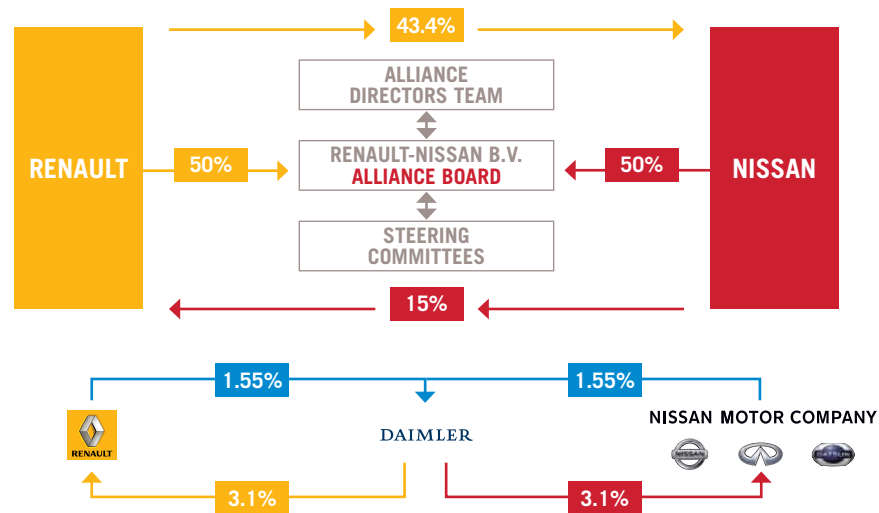 43.4%
ALLIANCE
DIRECTORS TEAM
RENAULT
50%
RENAULT-NISSAN B.V.
ALLIANCE BOARD
50%
NISSAN
STEERING
COMMITTEES
15%
1.55%
1.55%
RENAULT
DAIMLER
NISSAN MOTOR COMPANY
NISSAN
DATSUN
3.1%
3.1%